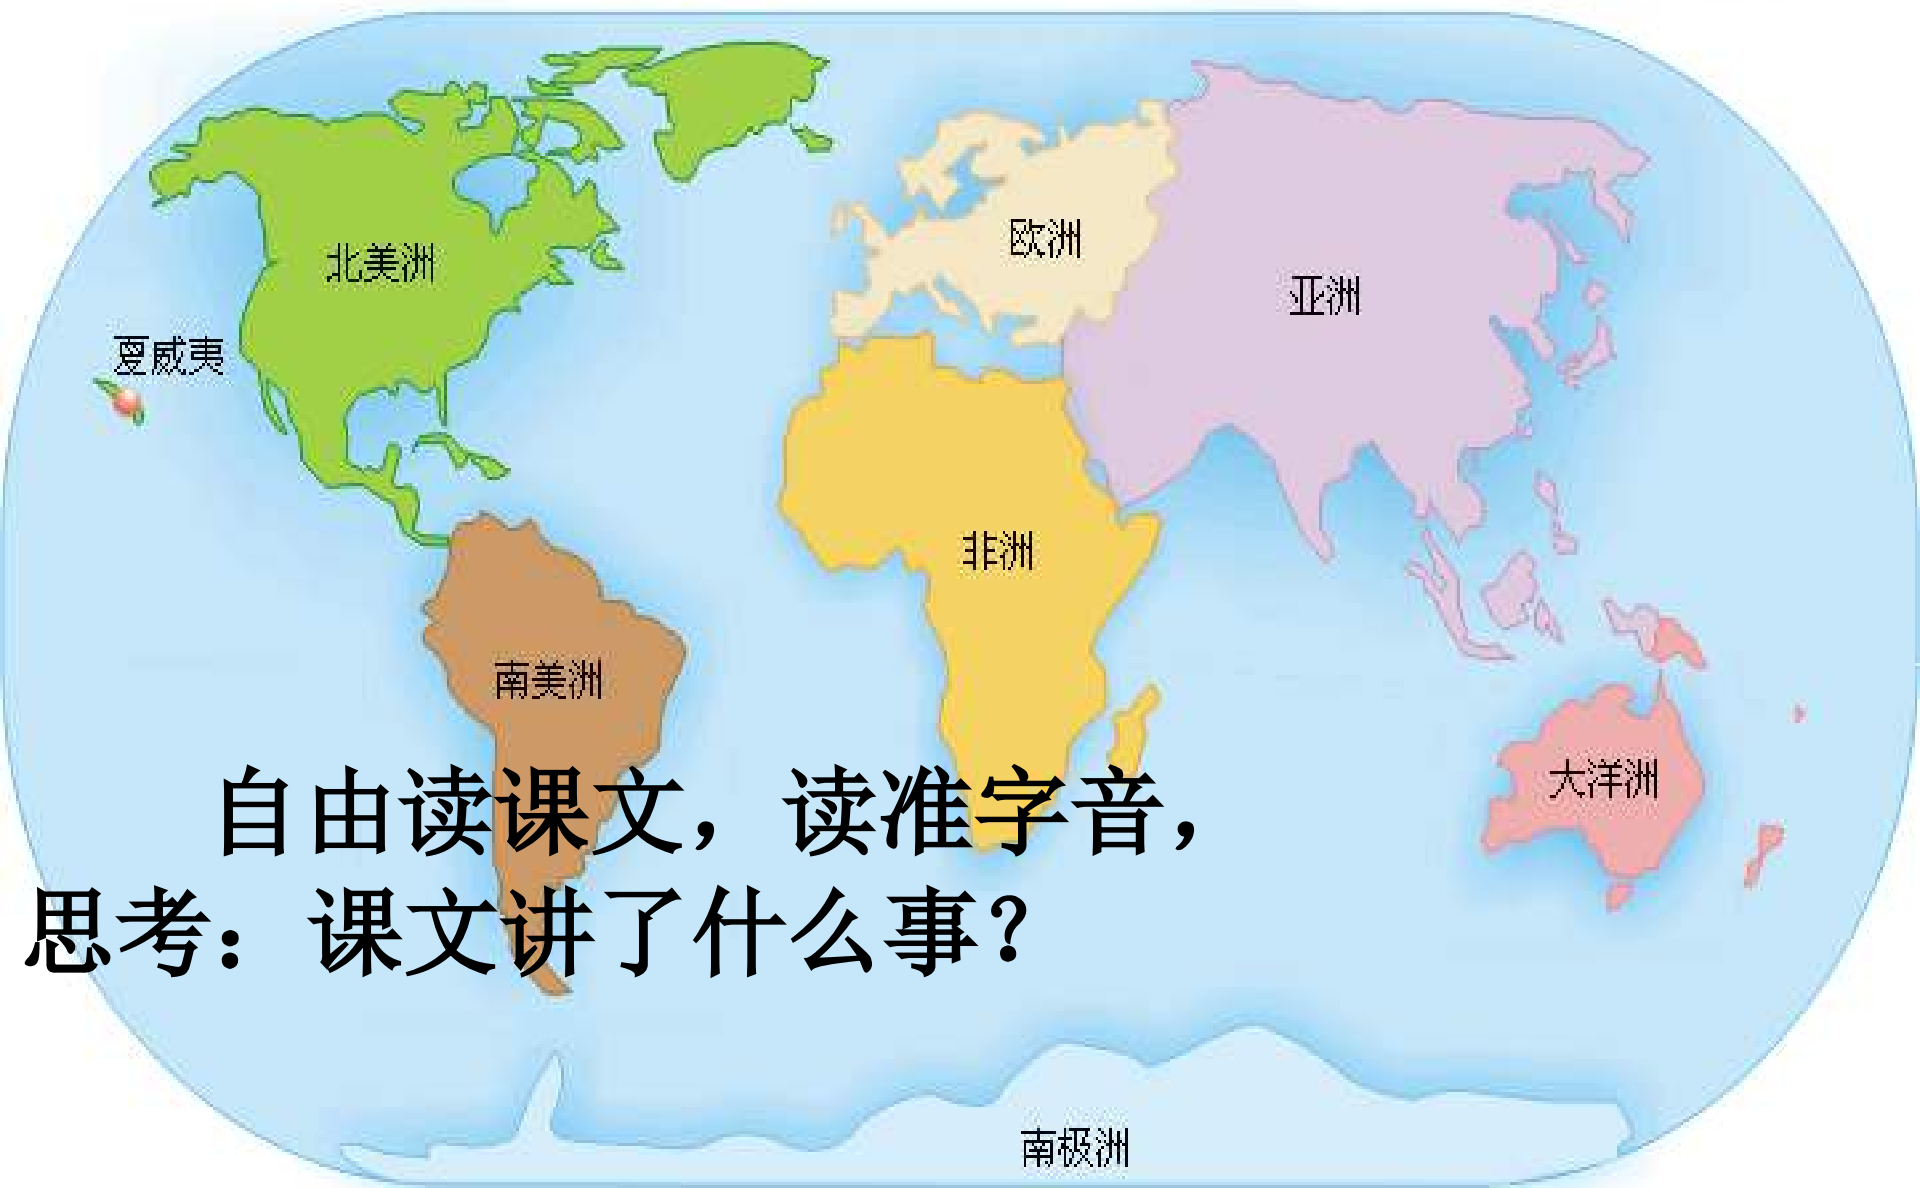 北美洲
欧洲
亚洲
夏威夷
非洲
南美洲
大洋洲
自由读课文，读准字音，
思考：课文讲了什么事？
南极洲